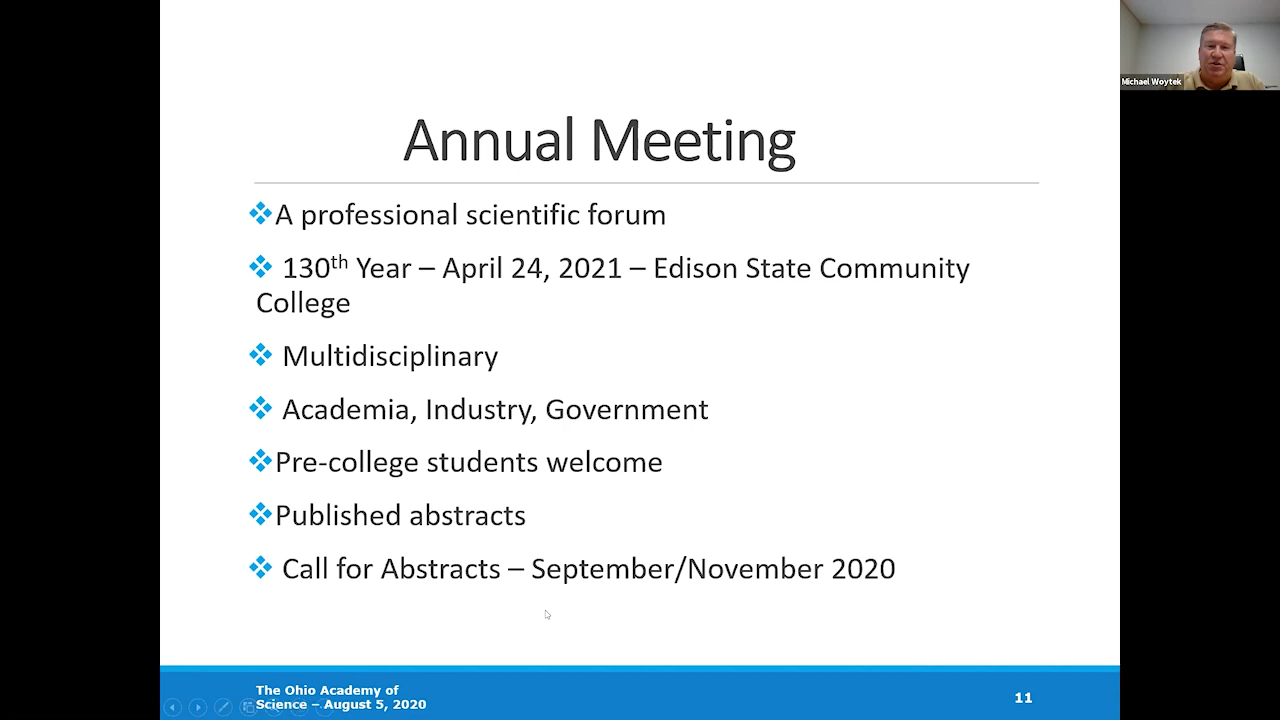 Michael Woytek
Annual Meeting
A professional scientific forum
130th Year – April 24, 2021 – Edison State Community
College
Multidisciplinary
Academia, Industry, Government
Pre-college students welcome
Published abstracts
Call for Abstracts – September/November 2020
The Ohio Academy of
Science – August 5, 2020
11